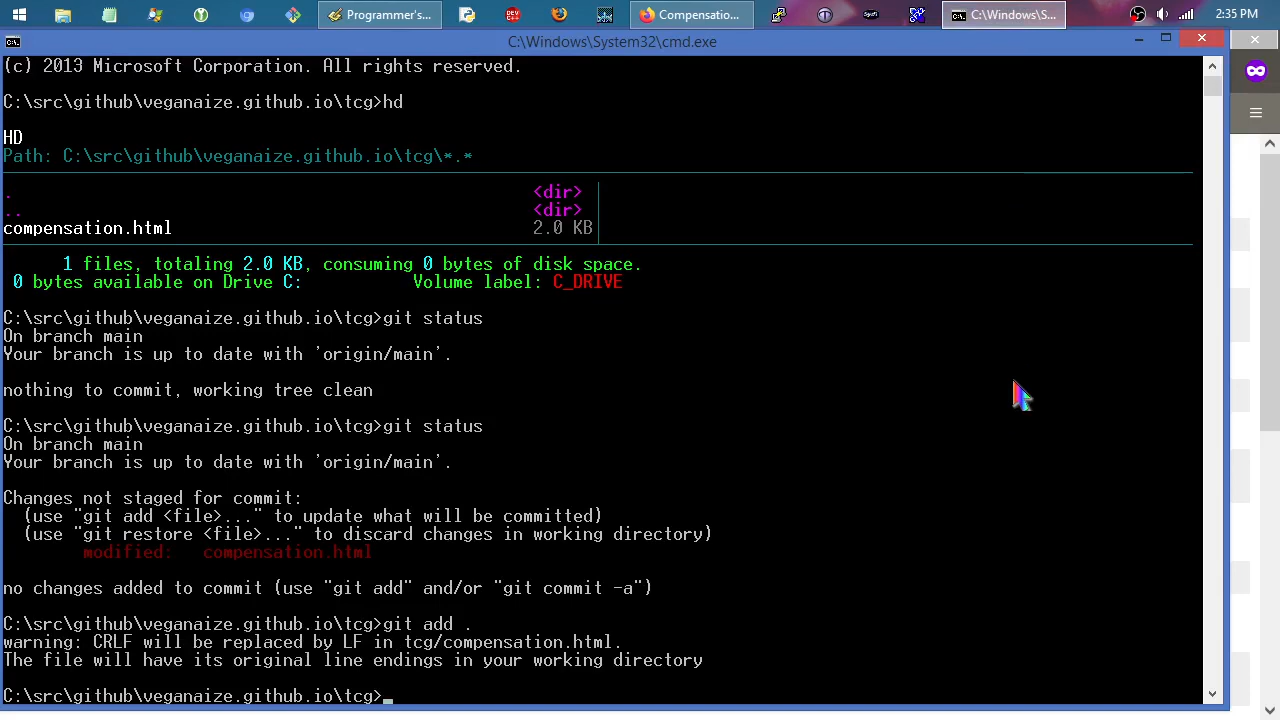 Programmer's...
Compensatio...
C:\Windows\S...
2:35 PM
C:\Windows\System32\cmd.exe
(c) 2013 Microsoft Corporation. All rights reserved.
C:\src\github\veganaize.github.io\tcg>hd
HD
Path: C:\src\github\veganaize.github.io\tcg\*.*
. <dir>
.. <dir>
compensation.html 2.0 KB
1 files, totaling 2.0 KB, consuming 0 bytes of disk space.
0 bytes available on Drive C: Volume label: C_DRIVE
C:\src\github\veganaize.github.io\tcg>git status
On branch main
Your branch is up to date with 'origin/main'.
nothing to commit, working tree clean
C:\src\github\veganaize.github.io\tcg>git status
On branch main
Your branch is up to date with 'origin/main'.
Changes not staged for commit:
(use "git add <file>..." to update what will be committed)
(use "git restore <file>..." to discard changes in working directory)
modified: compensation.html
no changes added to commit (use "git add" and/or "git commit -a")
C:\src\github\veganaize.github.io\tcg>git add .
warning: CRLF will be replaced by LF in tcg/compensation.html.
The file will have its original line endings in your working directory
C:\src\github\veganaize.github.io\tcg>